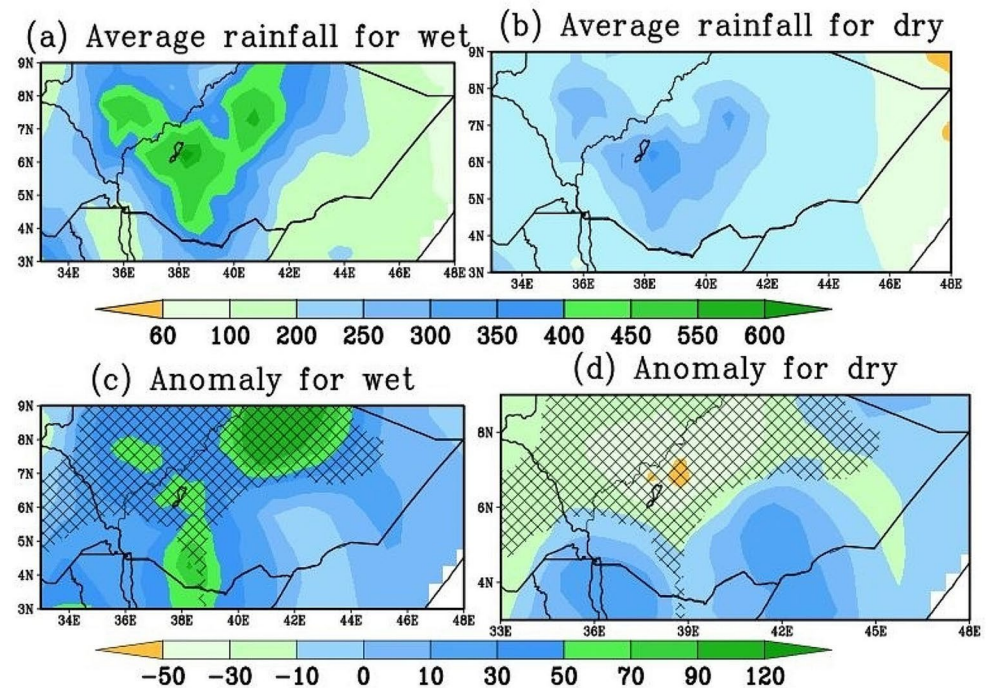 (a) Average rainfall for wet
(b) Average rainfall for dry
9N
8N
7N
6N
5N
4N
3N
34E 36E 38E 40E 42E 44E 46E 48E
9N
8N
7N
6N
5N
4N
3N
34E 36E 38E 40E 42E 44E 46E 48E
60 100 200 250 300 350 400 450 550 600
(c) Anomaly for wet
(d) Anomaly for dry
9N
8N
7N
6N
5N
4N
3N
34E 36E 38E 40E 42E 44E 46E 48E
8N
6N
4N
33E 36E 39E 42E 45E 48E
-50 -30 -10 0 10 30 50 70 90 120